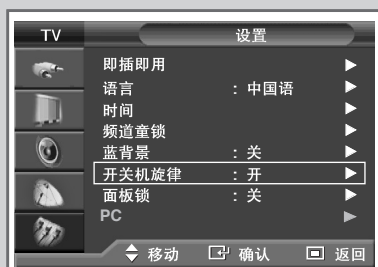 TV 设置
即插即用
语言 : 中国语
时间
频道童锁
蓝背景 : 关
开关机旋律 : 开
面板锁 : 关
PC
移动 确认 返回